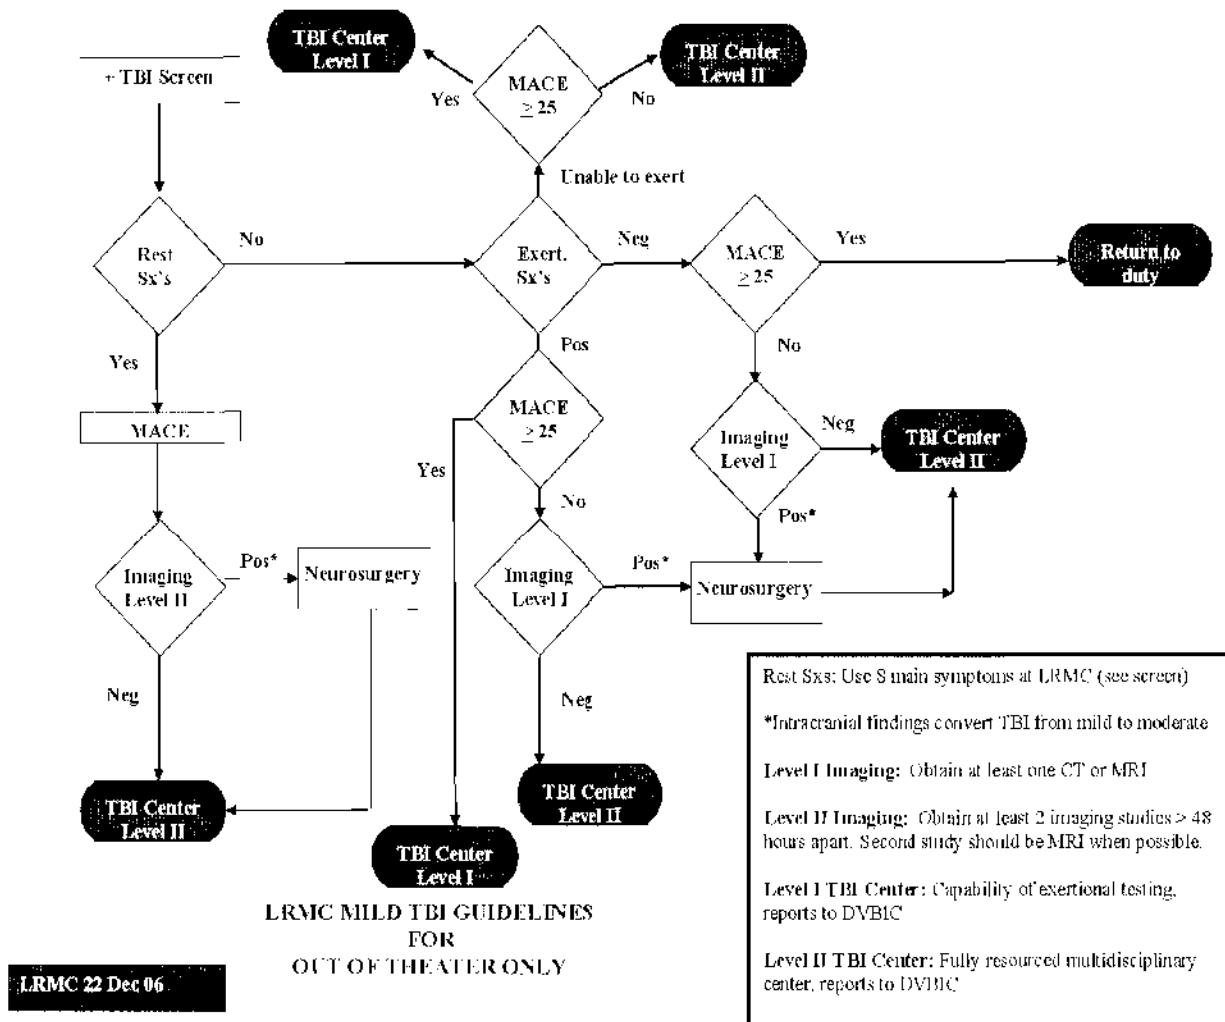 TBI Center
Level I
TBI Center
Level II
+ TBI Screen
MACE
≥ 25
Yes
No
Unable to exert
Rest
Sx's
No
Exert.
Sx's
Neg
MACE
≥ 25
Yes
Return to
duty
Yes
Pos
No
MACE
MACE
≥ 25
Yes
No
Imaging
Level I
Neg
TBI Center
Level II
Pos*
Imaging
Level II
Pos*
Neurosurgery
Imaging
Level I
Pos*
Neurosurgery
Neg
Neg
TBI Center
Level II
TBI Center
Level II
TBI Center
Level I
Rest Sxs: Use 8 main symptoms at LRMC (see screen)
*Intracranial findings convert TBI from mild to moderate
Level I Imaging: Obtain at least one CT or MRI
Level II Imaging: Obtain at least 2 imaging studies > 48
hours apart. Second study should be MRI when possible.
Level I TBI Center: Capability of exertional testing,
reports to DVBIC
Level II TBI Center: Fully resourced multidisciplinary
center, reports to DVBIC
LRMC MILD TBI GUIDELINES
FOR
OUT OF THEATER ONLY
LRMC 22 Dec 06